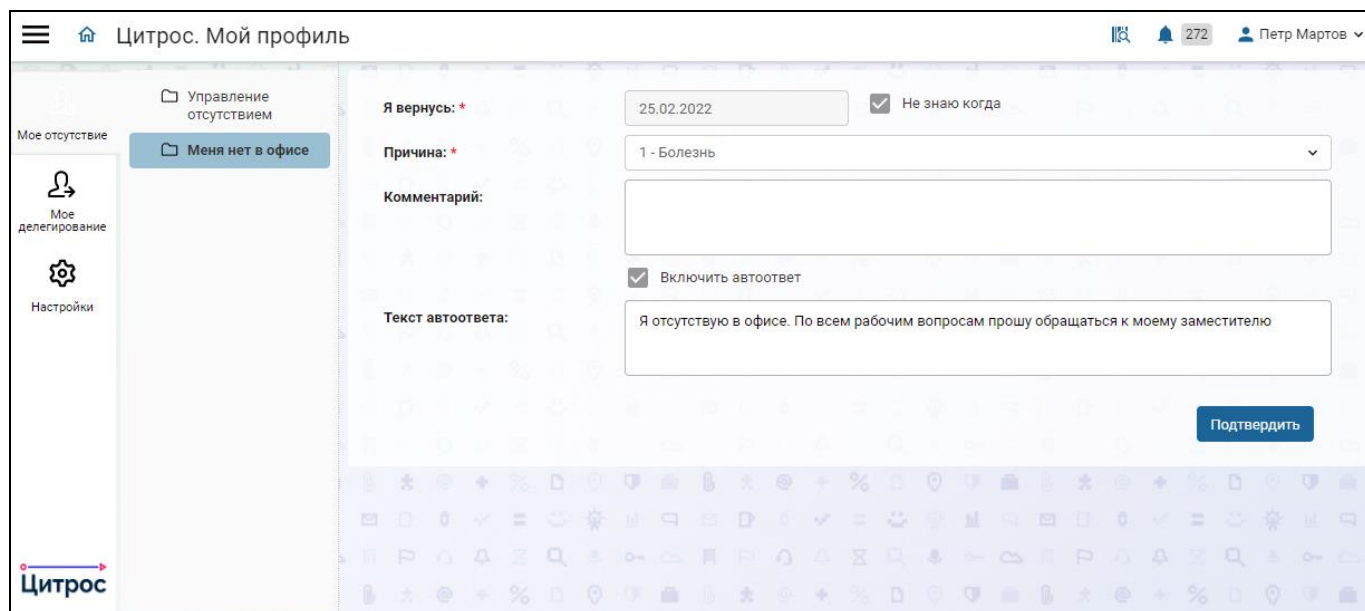 Цитрос. Мой профиль
272
Петр Мартов
Мое отсутствие
Мое
делегирование
Настройки
Управление
отсутствием
Меня нет в офисе
Я вернусь: *
25.02.2022
Не знаю когда
Причина: *
1 - Болезнь
Комментарий:
Включить автоответ
Текст автоответа:
Я отсутствую в офисе. По всем рабочим вопросам прошу обращаться к моему заместителю
Подтвердить
Цитрос